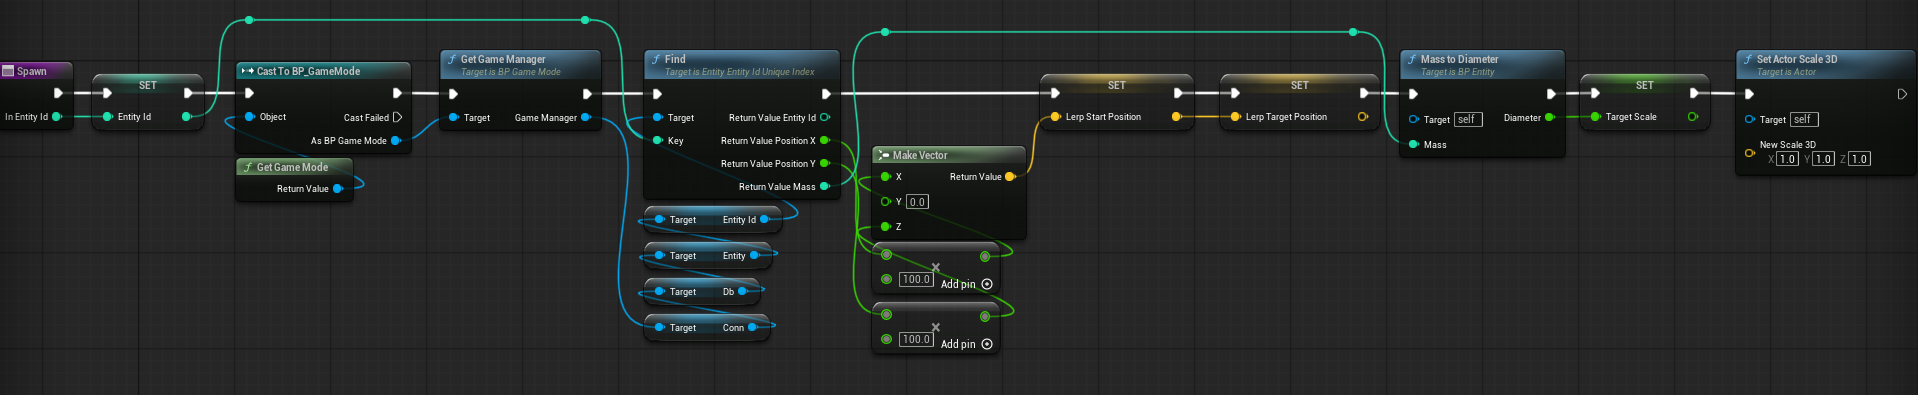 Spawn
In Entity Id
SET
Entity Id
Cast To BP_GameMode
Object
Cast Failed
As BP Game Mode
Get Game Mode
Return Value
Get Game Manager
Target is BP Game Mode
Target
Game Manager
Find
Target is Entity Entity Id Unique Index
Target
Return Value Entity Id
Key
Return Value Position X
Return Value Position Y
Return Value Mass
Target Entity Id
Target Entity
Target Db
Target Conn
Make Vector
X
Return Value
Y 0.0
Z
100.0
Add pin
100.0
Add pin
SET
Lerp Start Position
SET
Lerp Target Position
Mass to Diameter
Target is BP Entity
Target self
Diameter
Mass
SET
Target Scale
Set Actor Scale 3D
Target is Actor
Target self
New Scale 3D
X 1.0 Y 1.0 Z 1.0